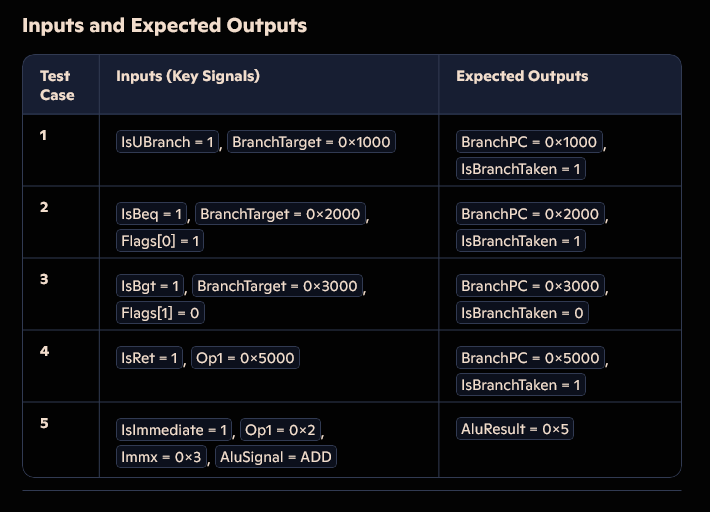 Inputs and Expected Outputs
Test Case
Inputs (Key Signals)
Expected Outputs
1
IsUBranch = 1, BranchTarget = 0×1000
BranchPC = 0×1000,
IsBranchTaken = 1
2
IsBeq = 1, BranchTarget = 0×2000,
Flags[0] = 1
BranchPC = 0×2000,
IsBranchTaken = 1
3
IsBgt = 1, BranchTarget = 0×3000,
Flags[1] = 0
BranchPC = 0×3000,
IsBranchTaken = 0
4
IsRet = 1, Op1 = 0×5000
BranchPC = 0×5000,
IsBranchTaken = 1
5
IsImmediate = 1, Op1 = 0×2,
Immx = 0×3, AluSignal = ADD
AluResult = 0×5